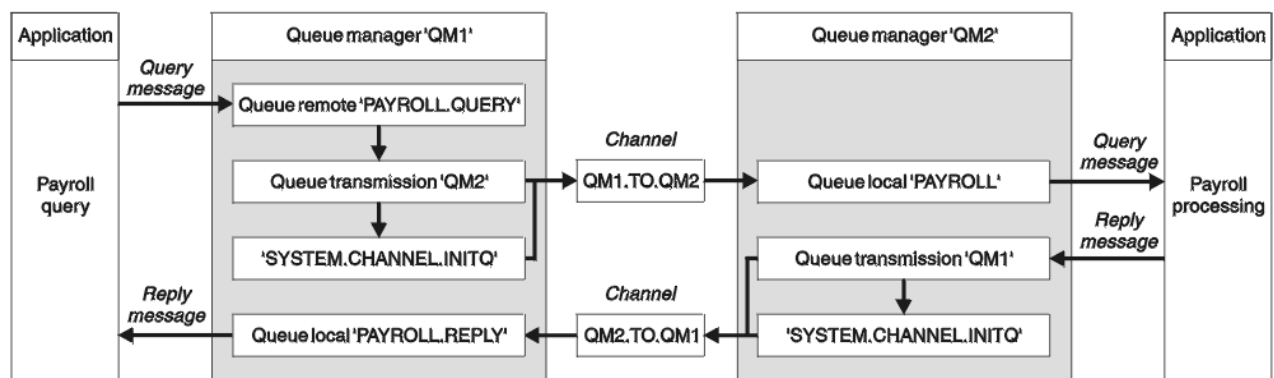 Application
Queue manager 'QM1'
Queue manager 'QM2'
Application
Query
message
Queue remote 'PAYROLL.QUERY'
Channel
Query
message
Payroll
query
Queue transmission 'QM2'
QM1.TO.QM2
Queue local 'PAYROLL'
Payroll
processing
Reply
message
'SYSTEM.CHANNEL.INITQ'
Queue transmission 'QM1'
Reply
message
Channel
Queue local 'PAYROLL.REPLY'
QM2.TO.QM1
'SYSTEM.CHANNEL.INITQ'